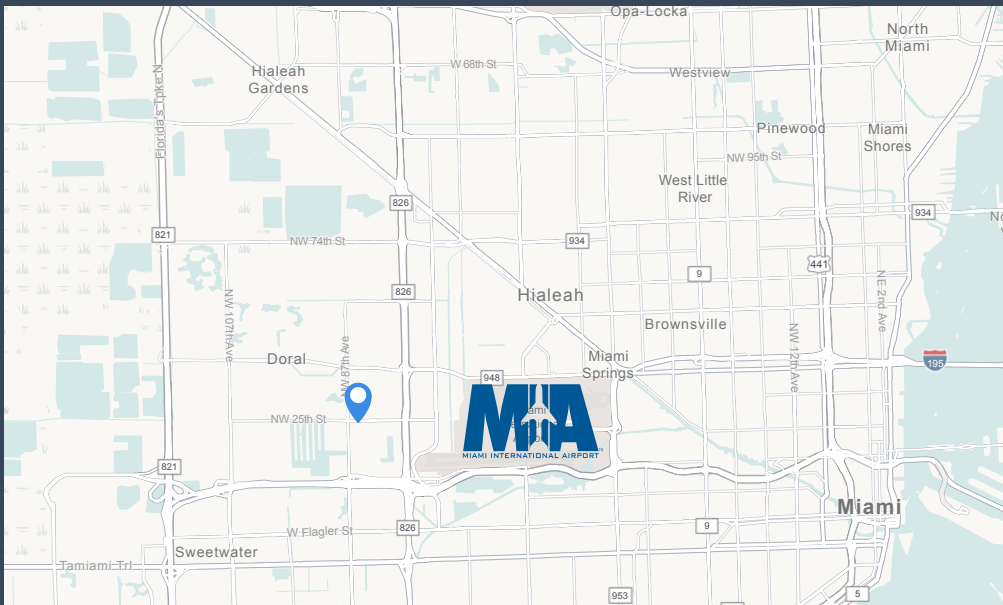 Opa-Locka
North
Miami
W 68th St
Westview
Hialeah
Gardens
Florida's Tpke N
Pinewood
Miami
Shores
NW 95th St
West Little
River
826
934
821
NW 74th St
934
441
9
826
Hialeah
NE 2nd Ave
NW 107th Ave
Brownsville
NW 12th Ave
Doral
NW 87th Ave
Miami
Springs
195
948
MIA
MIAMI INTERNATIONAL AIRPORT
NW 25th St
821
Miami
826
W Flagler St
9
Sweetwater
Tamiami Trl
953
5